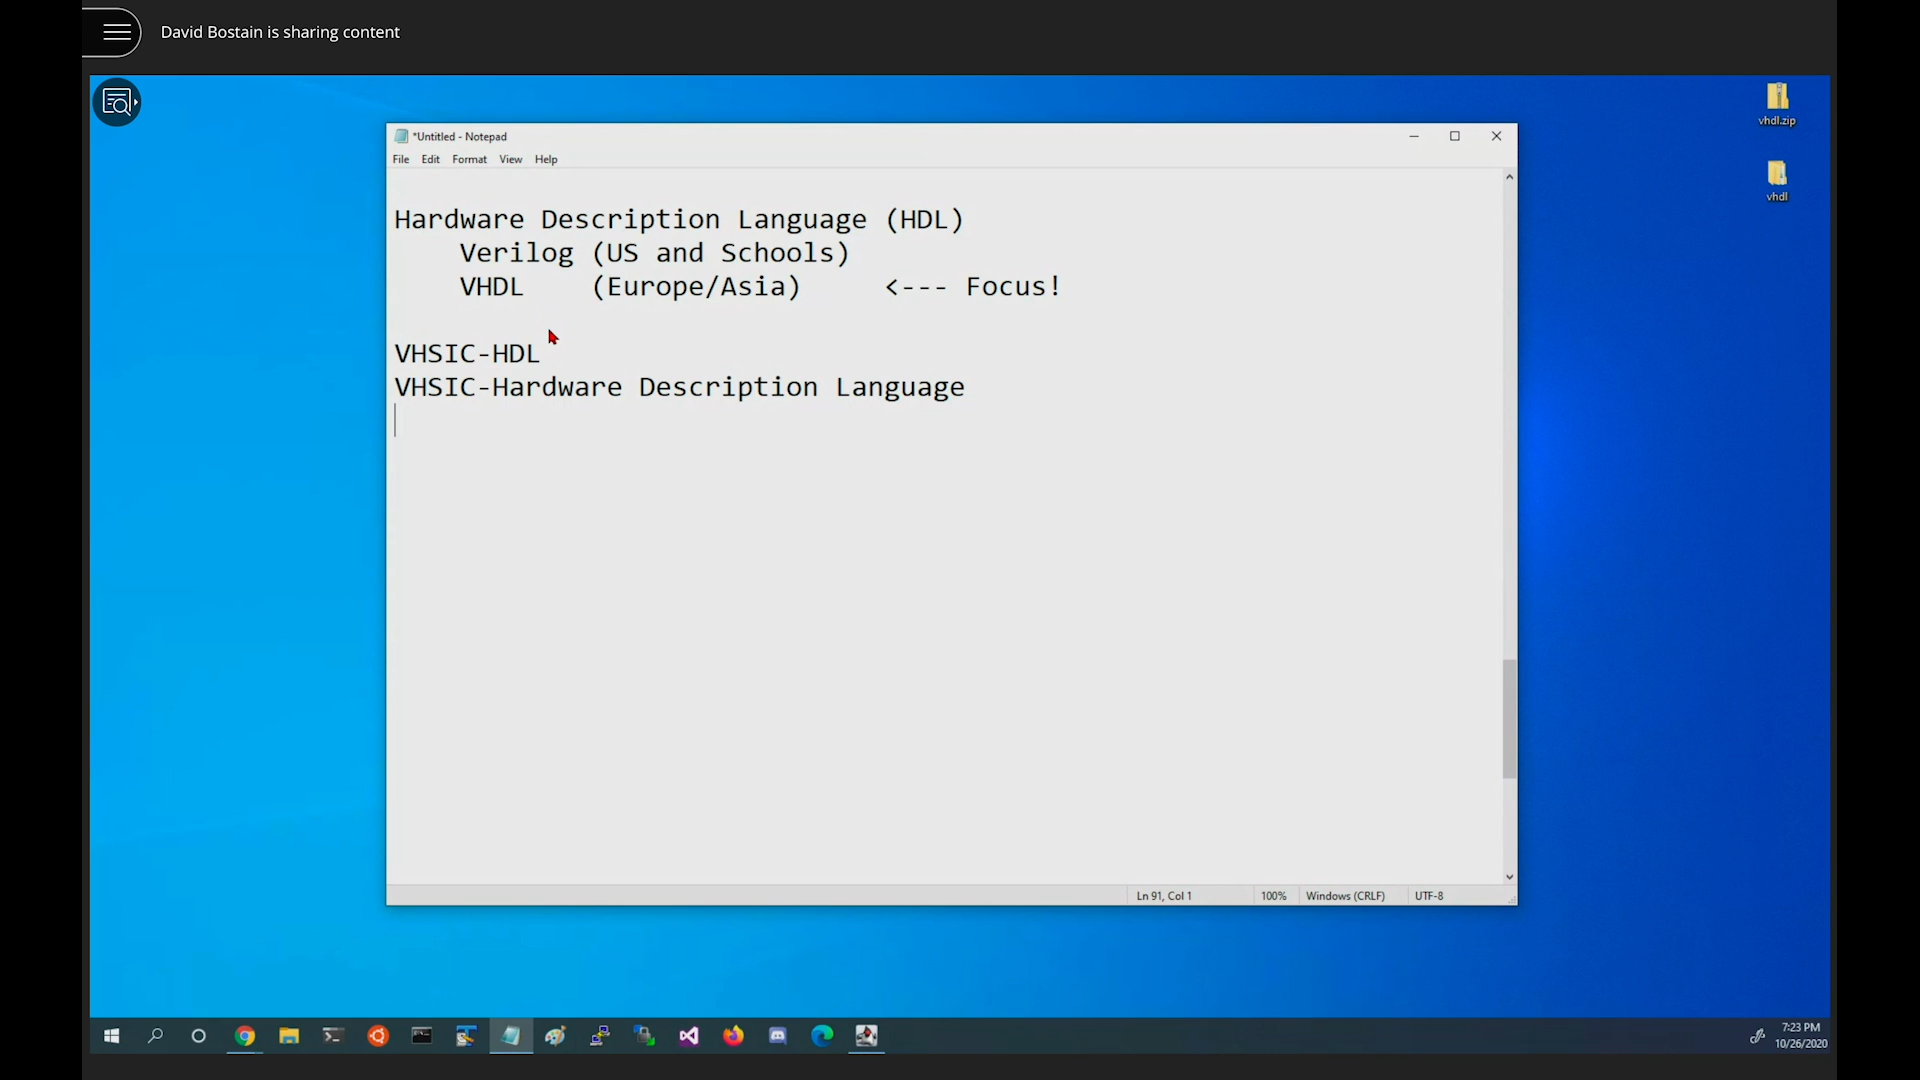 David Bostain is sharing content
vhdl.zip
vhdl
*Untitled - Notepad
File Edit Format View Help
Hardware Description Language (HDL)
Verilog (US and Schools)
VHDL (Europe/Asia) <--- Focus!
VHSIC-HDL
VHSIC-Hardware Description Language
Ln 91, Col 1 100% Windows (CRLF) UTF-8
7:23 PM
10/26/2020